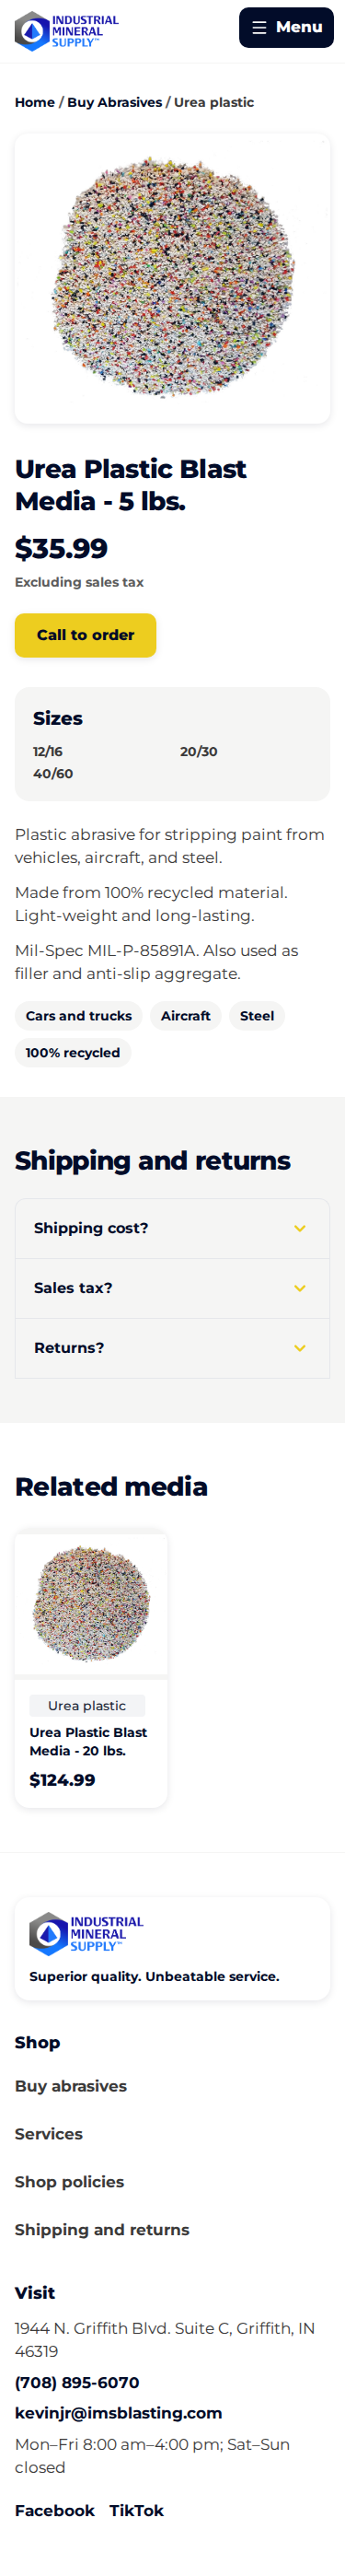 INDUSTRIAL
MINERAL
SUPPLY™
Menu
Home / Buy Abrasives / Urea plastic
Urea Plastic Blast
Media - 5 lbs.
$35.99
Excluding sales tax
Call to order
Sizes
12/16
20/30
40/60
Plastic abrasive for stripping paint from
vehicles, aircraft, and steel.
Made from 100% recycled material.
Light-weight and long-lasting.
Mil-Spec MIL-P-85891A. Also used as
filler and anti-slip aggregate.
Cars and trucks
Aircraft
Steel
100% recycled
Shipping and returns
Shipping cost?
Sales tax?
Returns?
Related media
Urea plastic
Urea Plastic Blast
Media - 20 lbs.
$124.99
INDUSTRIAL
MINERAL
SUPPLY™
Superior quality. Unbeatable service.
Shop
Buy abrasives
Services
Shop policies
Shipping and returns
Visit
1944 N. Griffith Blvd. Suite C, Griffith, IN
46319
(708) 895-6070
kevinjr@imsblasting.com
Mon–Fri 8:00 am–4:00 pm; Sat–Sun
closed
Facebook TikTok